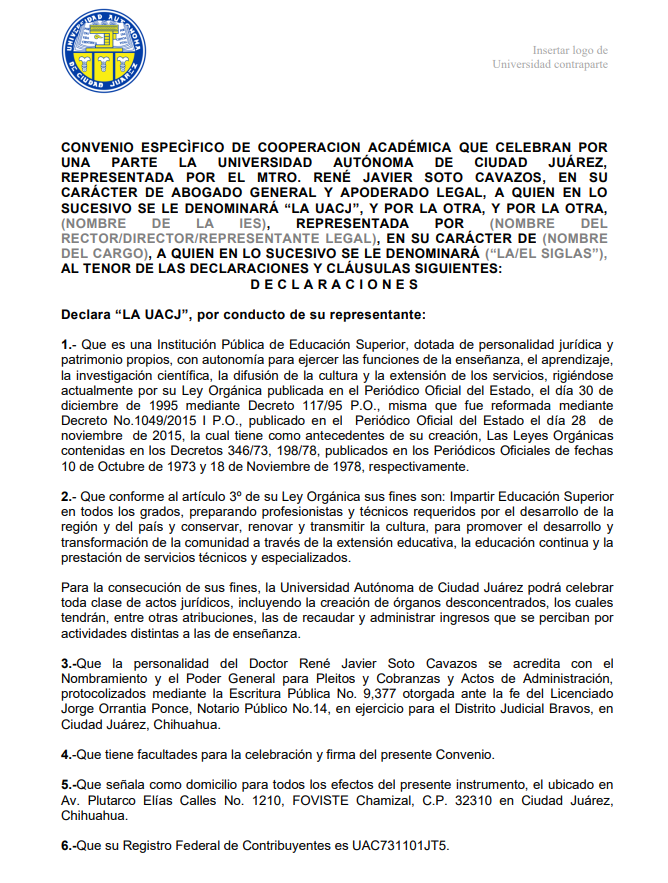 UNIVERSIDAD AUTONOMA
DE CIUDAD JUAREZ
Insertar logo de
Universidad contraparte
CONVENIO ESPECÌFICO DE COOPERACION ACADÉMICA QUE CELEBRAN POR
UNA PARTE LA UNIVERSIDAD AUTÓNOMA DE CIUDAD JUÁREZ,
REPRESENTADA POR EL MTRO. RENÉ JAVIER SOTO CAVAZOS, EN SU
CARÁCTER DE ABOGADO GENERAL Y APODERADO LEGAL, A QUIEN EN LO
SUCESIVO SE LE DENOMINARÁ “LA UACJ”, Y POR LA OTRA, Y POR LA OTRA,
(NOMBRE DE LA IES), REPRESENTADA POR (NOMBRE DEL
RECTOR/DIRECTOR/REPRESENTANTE LEGAL), EN SU CARÁCTER DE (NOMBRE
DEL CARGO), A QUIEN EN LO SUCESIVO SE LE DENOMINARÁ (“LA/EL SIGLAS”),
AL TENOR DE LAS DECLARACIONES Y CLÁUSULAS SIGUIENTES:
D E C L A R A C I O N E S
Declara “LA UACJ”, por conducto de su representante:
1.- Que es una Institución Pública de Educación Superior, dotada de personalidad jurídica y
patrimonio propios, con autonomía para ejercer las funciones de la enseñanza, el aprendizaje,
la investigación científica, la difusión de la cultura y la extensión de los servicios, rigiéndose
actualmente por su Ley Orgánica publicada en el Periódico Oficial del Estado, el día 30 de
diciembre de 1995 mediante Decreto 117/95 P.O., misma que fue reformada mediante
Decreto No.1049/2015 I P.O., publicado en el Periódico Oficial del Estado el día 28 de
noviembre de 2015, la cual tiene como antecedentes de su creación, Las Leyes Orgánicas
contenidas en los Decretos 346/73, 198/78, publicados en los Periódicos Oficiales de fechas
10 de Octubre de 1973 y 18 de Noviembre de 1978, respectivamente.
2.- Que conforme al artículo 3º de su Ley Orgánica sus fines son: Impartir Educación Superior
en todos los grados, preparando profesionistas y técnicos requeridos por el desarrollo de la
región y del país y conservar, renovar y transmitir la cultura, para promover el desarrollo y
transformación de la comunidad a través de la extensión educativa, la educación continua y la
prestación de servicios técnicos y especializados.
Para la consecución de sus fines, la Universidad Autónoma de Ciudad Juárez podrá celebrar
toda clase de actos jurídicos, incluyendo la creación de órganos desconcentrados, los cuales
tendrán, entre otras atribuciones, las de recaudar y administrar ingresos que se perciban por
actividades distintas a las de enseñanza.
3.-Que la personalidad del Doctor René Javier Soto Cavazos se acredita con el
Nombramiento y el Poder General para Pleitos y Cobranzas y Actos de Administración,
protocolizados mediante la Escritura Pública No. 9,377 otorgada ante la fe del Licenciado
Jorge Orrantia Ponce, Notario Público No.14, en ejercicio para el Distrito Judicial Bravos, en
Ciudad Juárez, Chihuahua.
4.-Que tiene facultades para la celebración y firma del presente Convenio.
5.-Que señala como domicilio para todos los efectos del presente instrumento, el ubicado en
Av. Plutarco Elías Calles No. 1210, FOVISTE Chamizal, C.P. 32310 en Ciudad Juárez,
Chihuahua.
6.-Que su Registro Federal de Contribuyentes es UAC731101JT5.